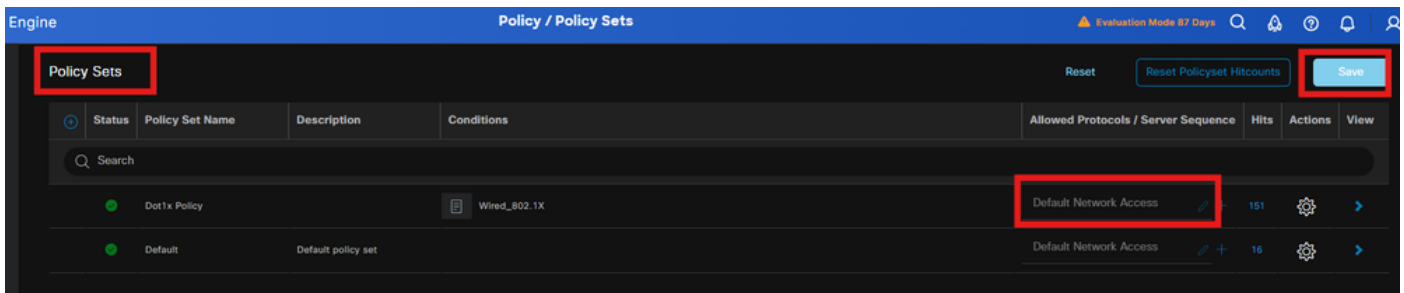 Engine
Policy / Policy Sets
Evaluation Mode 87 Days
Policy Sets
Reset
Reset Policyset Hitcounts
Save
Status Policy Set Name Description Conditions Allowed Protocols / Server Sequence Hits Actions View
Search
Dot1x Policy Wired_802.1X Default Network Access 151
Default Default policy set Default Network Access 16